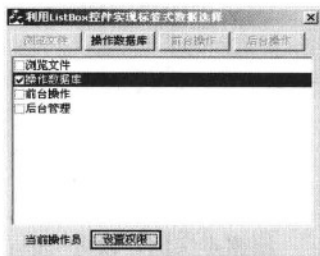 利用ListBox控件实现标签式数据选择
浏览文件 操作数据库 前台操作 后台操作
浏览文件
操作数据库
前台操作
后台管理
当前操作员 设置权限